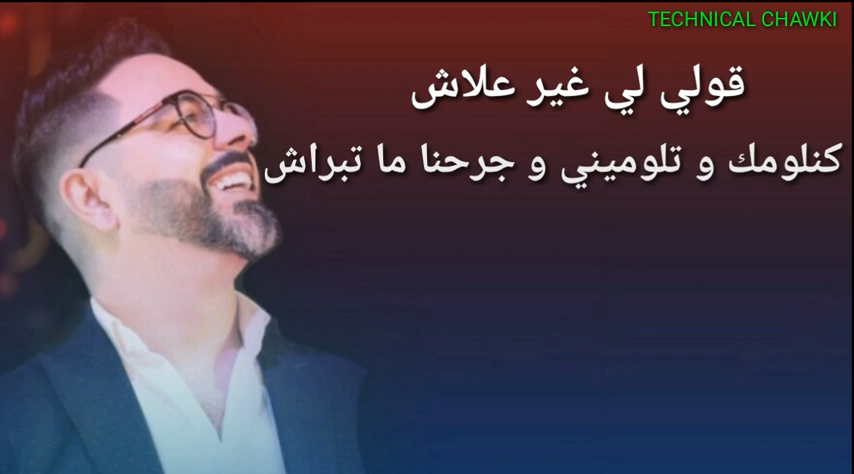 TECHNICAL CHAWKI
قولي لي غير علاش
كنلومك و تلوميني و جرحنا ما تبراش